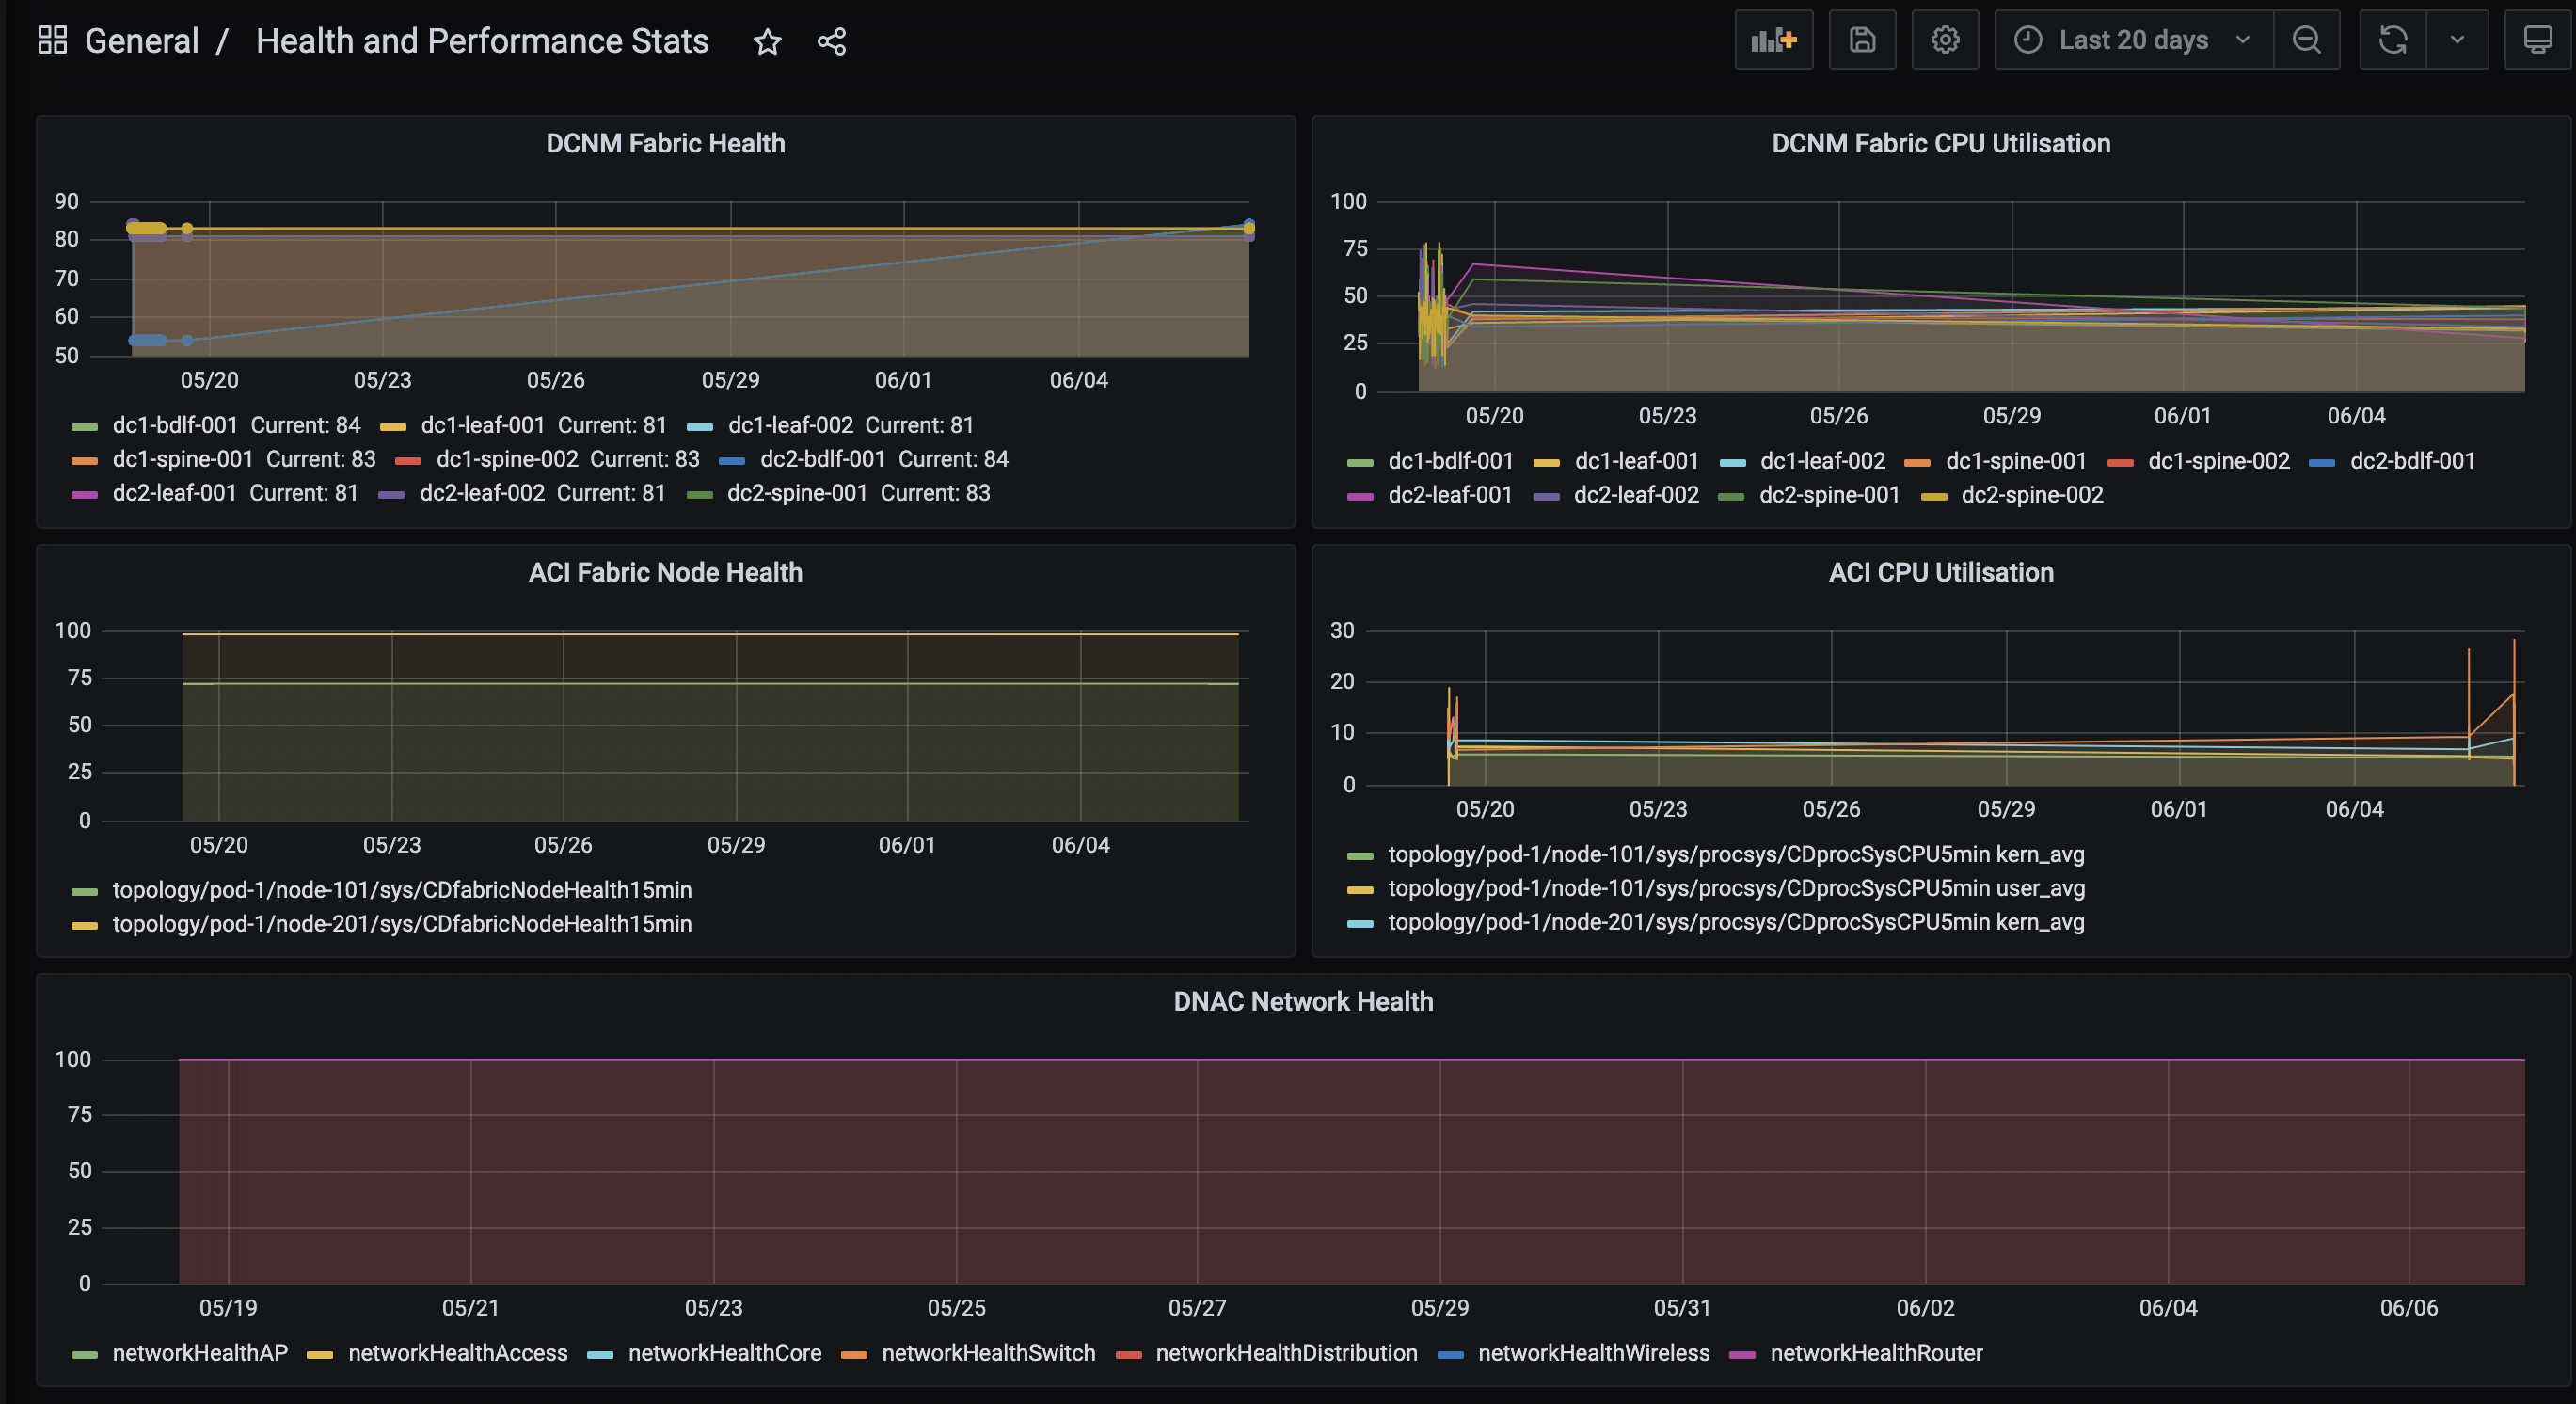 General / Health and Performance Stats
Last 20 days
DCNM Fabric Health
90
80
70
60
50
05/20 05/23 05/26 05/29 06/01 06/04
dc1-bdlf-001 Current: 84 dc1-leaf-001 Current: 81 dc1-leaf-002 Current: 81
dc1-spine-001 Current: 83 dc1-spine-002 Current: 83 dc2-bdlf-001 Current: 84
dc2-leaf-001 Current: 81 dc2-leaf-002 Current: 81 dc2-spine-001 Current: 83
DCNM Fabric CPU Utilisation
100
75
50
25
0
05/20 05/23 05/26 05/29 06/01 06/04
dc1-bdlf-001 dc1-leaf-001 dc1-leaf-002 dc1-spine-001 dc1-spine-002 dc2-bdlf-001
dc2-leaf-001 dc2-leaf-002 dc2-spine-001 dc2-spine-002
ACI Fabric Node Health
100
75
50
25
0
05/20 05/23 05/26 05/29 06/01 06/04
topology/pod-1/node-101/sys/CDfabricNodeHealth15min
topology/pod-1/node-201/sys/CDfabricNodeHealth15min
ACI CPU Utilisation
30
20
10
0
05/20 05/23 05/26 05/29 06/01 06/04
topology/pod-1/node-101/sys/procsys/CDprocSysCPU5min kern_avg
topology/pod-1/node-101/sys/procsys/CDprocSysCPU5min user_avg
topology/pod-1/node-201/sys/procsys/CDprocSysCPU5min kern_avg
DNAC Network Health
100
75
50
25
0
05/19 05/21 05/23 05/25 05/27 05/29 05/31 06/02 06/04 06/06
networkHealthAP networkHealthAccess networkHealthCore networkHealthSwitch networkHealthDistribution networkHealthWireless networkHealthRouter